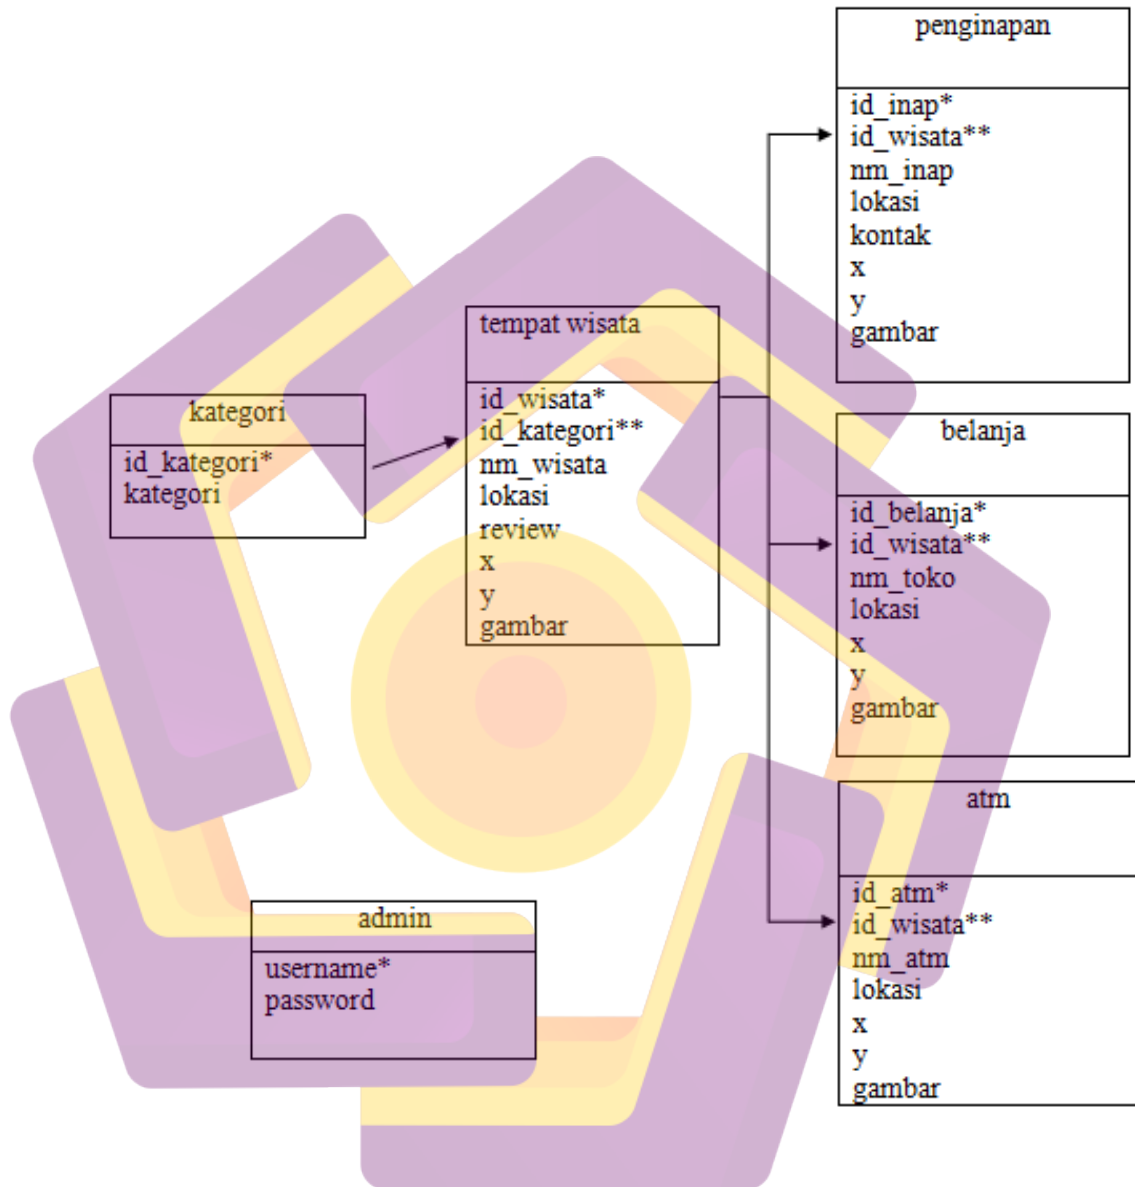 penginapan
id_inap*
id_wisata**
nm_inap
lokasi
kontak
x
y
gambar
tempat wisata
id_wisata*
id_kategori**
nm_wisata
lokasi
review
x
y
gambar
kategori
id_kategori*
kategori
belanja
id_belanja*
id_wisata**
nm_toko
lokasi
x
y
gambar
atm
id_atm*
id_wisata**
nm_atm
lokasi
x
y
gambar
admin
username*
password